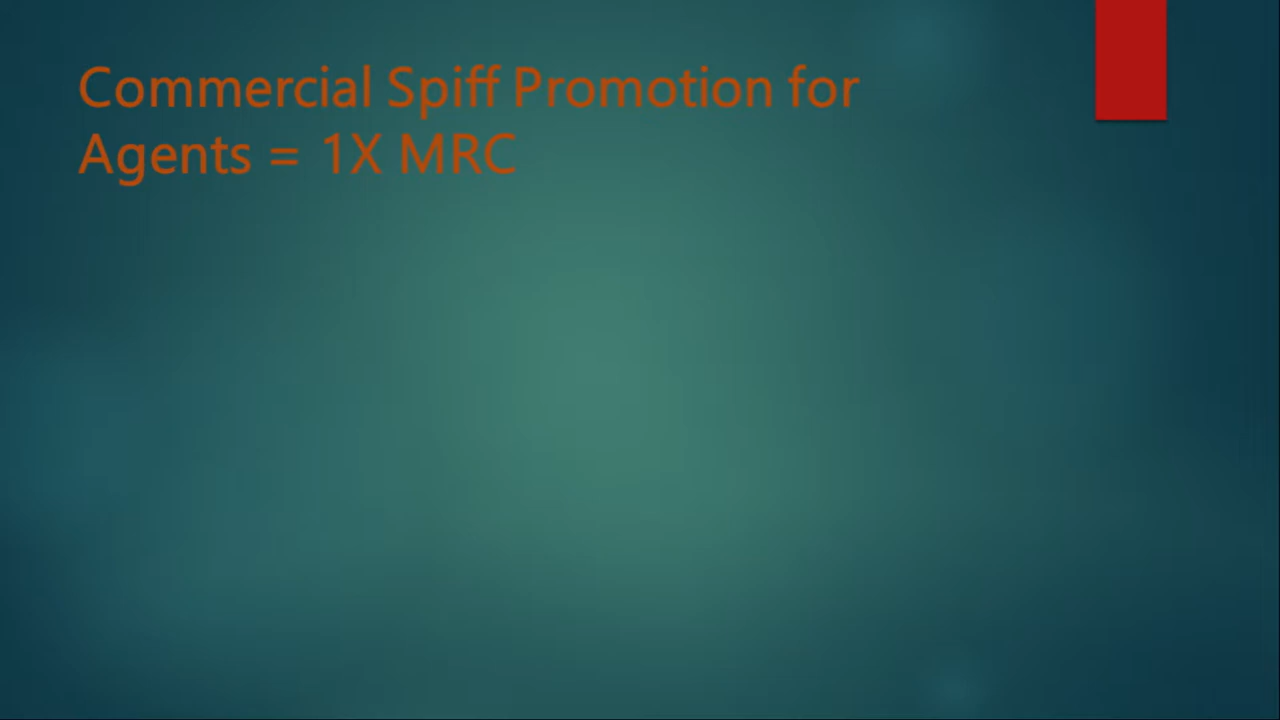 Commercial Spiff Promotion for
Agents = 1X MRC